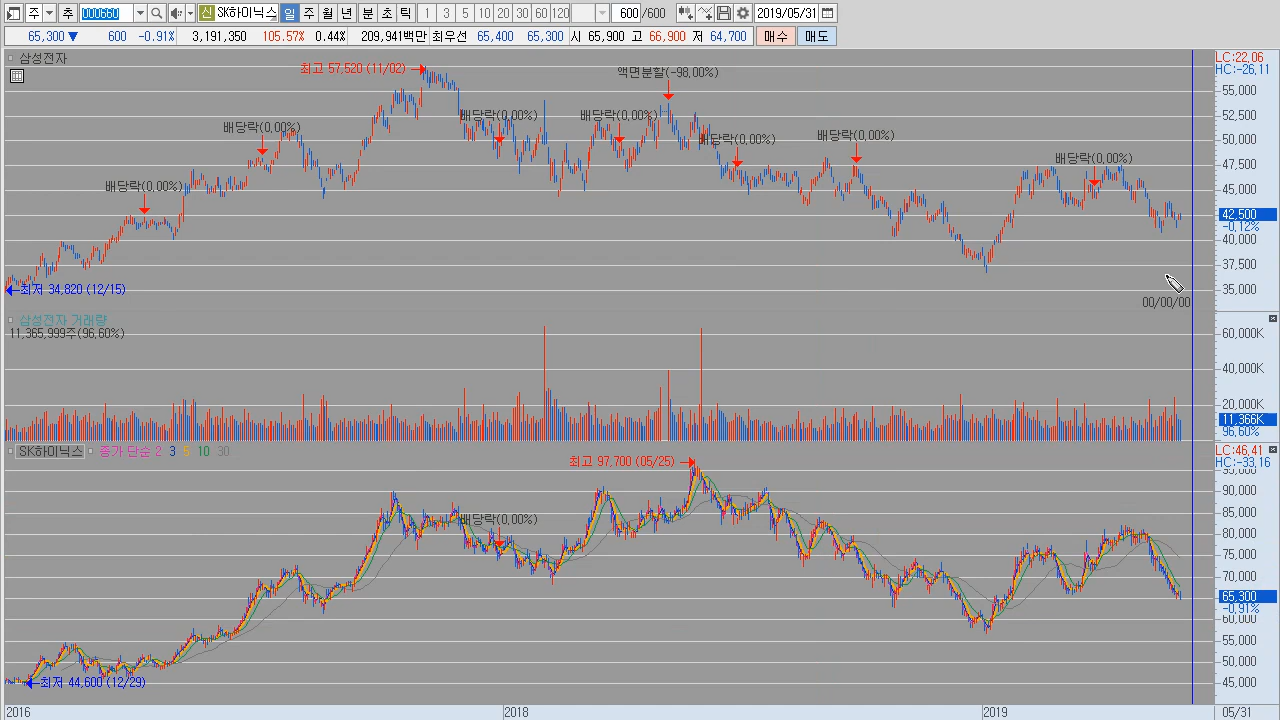 주 추 000660 신 SK하이닉스 일 주 월 년 분 초 틱 1 3 5 10 20 30 60 120 600 /600 2019/05/31
65,300 ▼ 600 -0.91% 3,191,350 105.57% 0.44% 209,941백만 최우선 65,400 65,300 시 65,900 고 66,900 저 64,700 매수 매도
삼성전자
LC:22.06
HC:-26.11
최고 57,520 (11/02)
액면분할(-98.00%)
55,000
52,500
배당락(0.00%) 배당락(0.00%) 배당락(0.00%)
배당락(0.00%) 배당락(0.00%)
50,000
배당락(0.00%)
47,500
배당락(0.00%)
45,000
42,500
-0.12%
40,000
37,500
최저 34,820 (12/15)
35,000
00/00/00
삼성전자 거래량
11,365,999주(96.60%)
60,000K
40,000K
20,000K
11,366K
96.60%
SK하이닉스 종가 단순 2 3 5 10 30
LC:46.41
HC:-33.16
최고 97,700 (05/25)
95,000
90,000
배당락(0.00%)
85,000
80,000
75,000
70,000
65,300
-0.91%
60,000
55,000
50,000
최저 44,600 (12/29)
45,000
2016 2018 2019 05/31